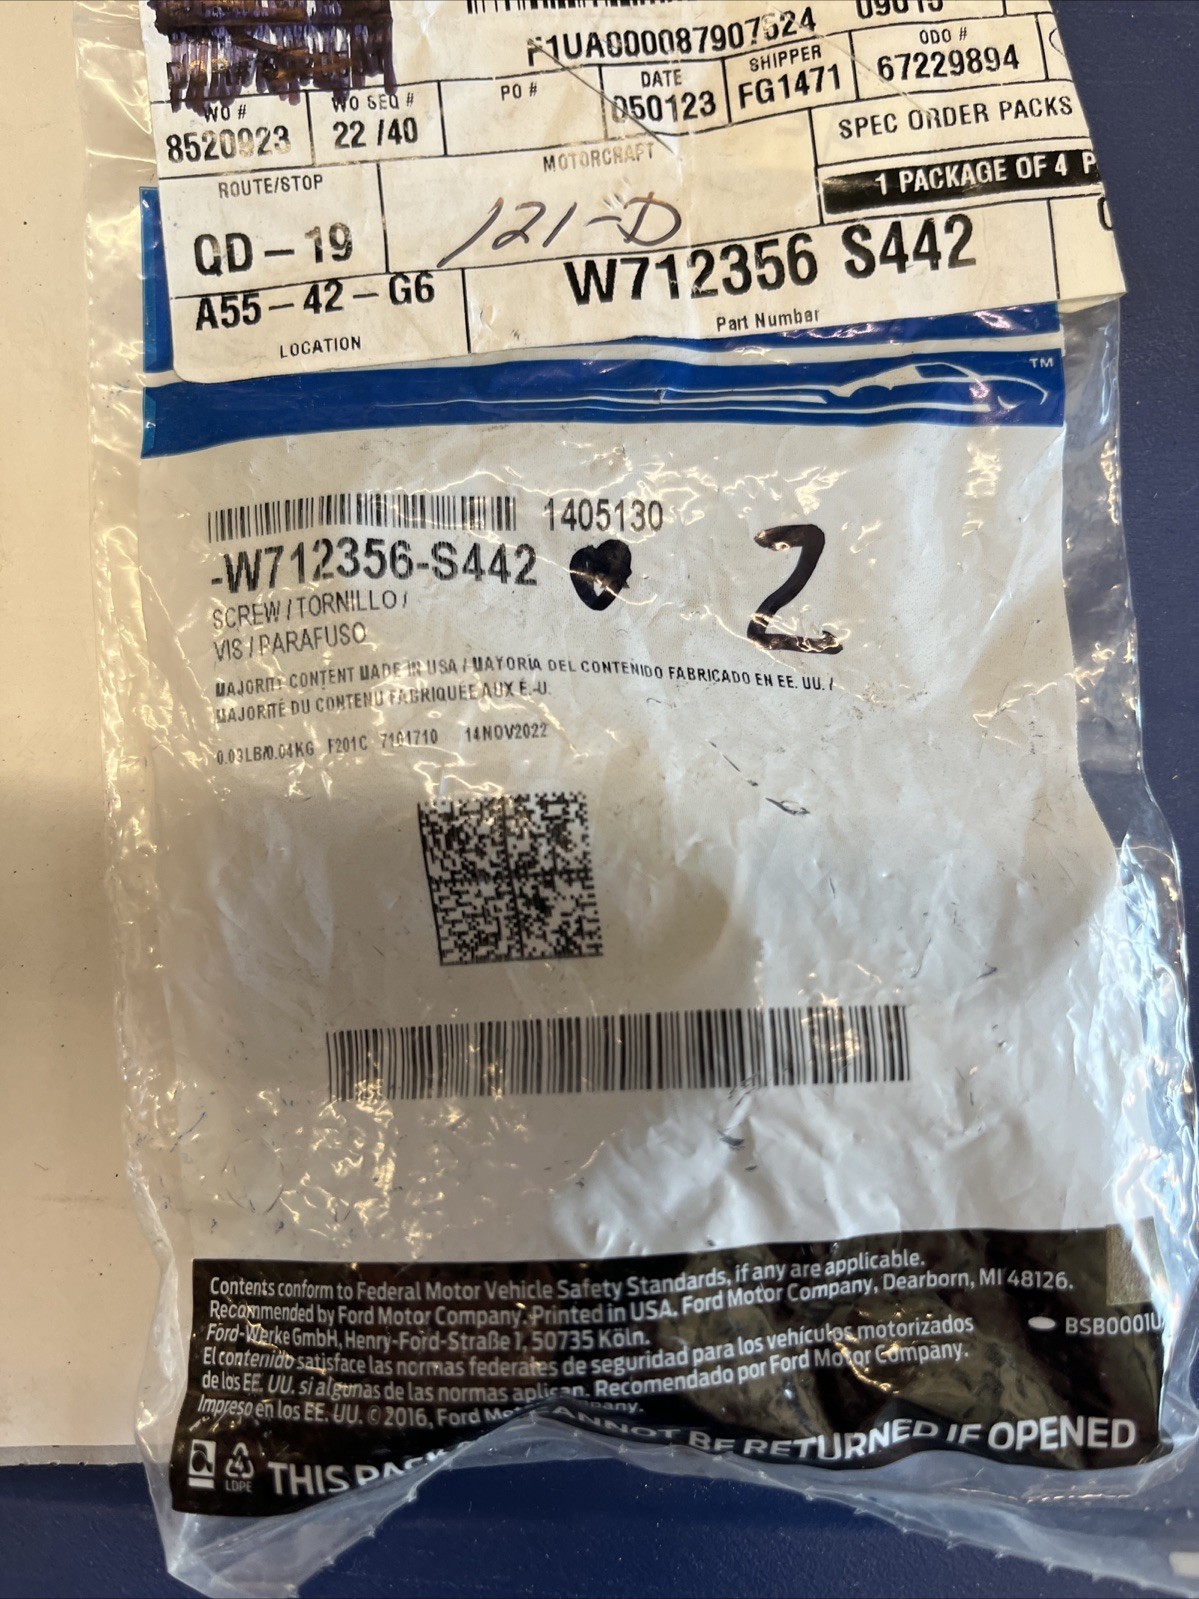 F1UA000087907524
WO #
8520923
WO SEQ #
22 /40
PO #
DATE
050123
SHIPPER
FG1471
ODO #
67229894
SPEC ORDER PACKS
1 PACKAGE OF 4
ROUTE/STOP
QD-19
MOTORCRAFT
121-D
A55-42-G6
LOCATION
W712356 S442
Part Number
TM
1405130
-W712356-S442
2
SCREW/TORNILLO/
VIS/PARAFUSO
MAJORITY CONTENT MADE IN USA / MAYORÍA DEL CONTENIDO FABRICADO EN EE. UU. /
MAJORITÉ DU CONTENU FABRIQUÉE AUX É.-U.
0.03LB/0.04KG F201C 7101710 14NOV2022
Contents conform to Federal Motor Vehicle Safety Standards, if any are applicable.
Recommended by Ford Motor Company. Printed in USA. Ford Motor Company, Dearborn, MI 48126.
Ford-Werke GmbH, Henry-Ford-Straße 1, 50735 Köln.
El contenido satisface las normas federales de seguridad para los vehículos motorizados
de los EE. UU. si algunas de las normas aplican. Recomendado por Ford Motor Company.
Impreso en los EE. UU. © 2016, Ford
BSB0001U
4
LDPE
THIS CANNOT BE RETURNED IF OPENED